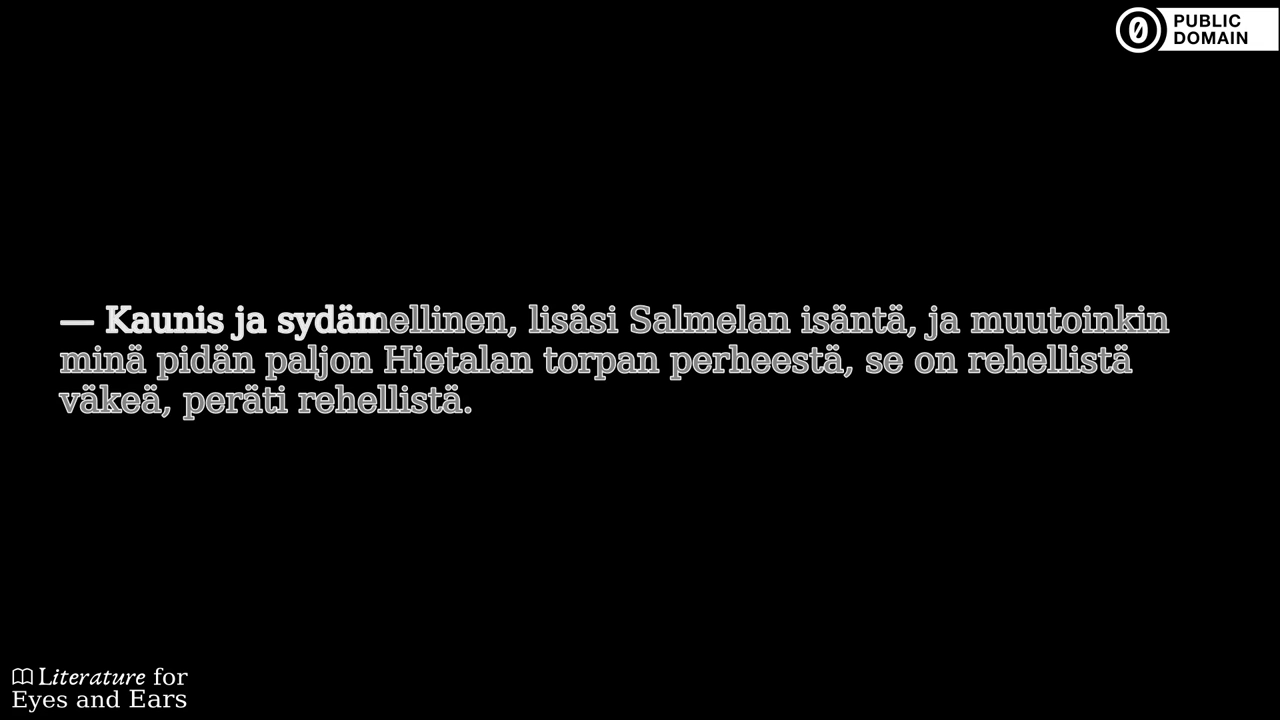 PUBLIC
DOMAIN
— Kaunis ja sydämellinen, lisäsi Salmelan isäntä, ja muutoinkin
minä pidän paljon Hietalan torpan perheestä, se on rehellistä
väkeä, peräti rehellistä.
Literature for
Eyes and Ears